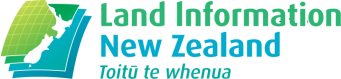 Land Information
New Zealand
Toitū te whenua